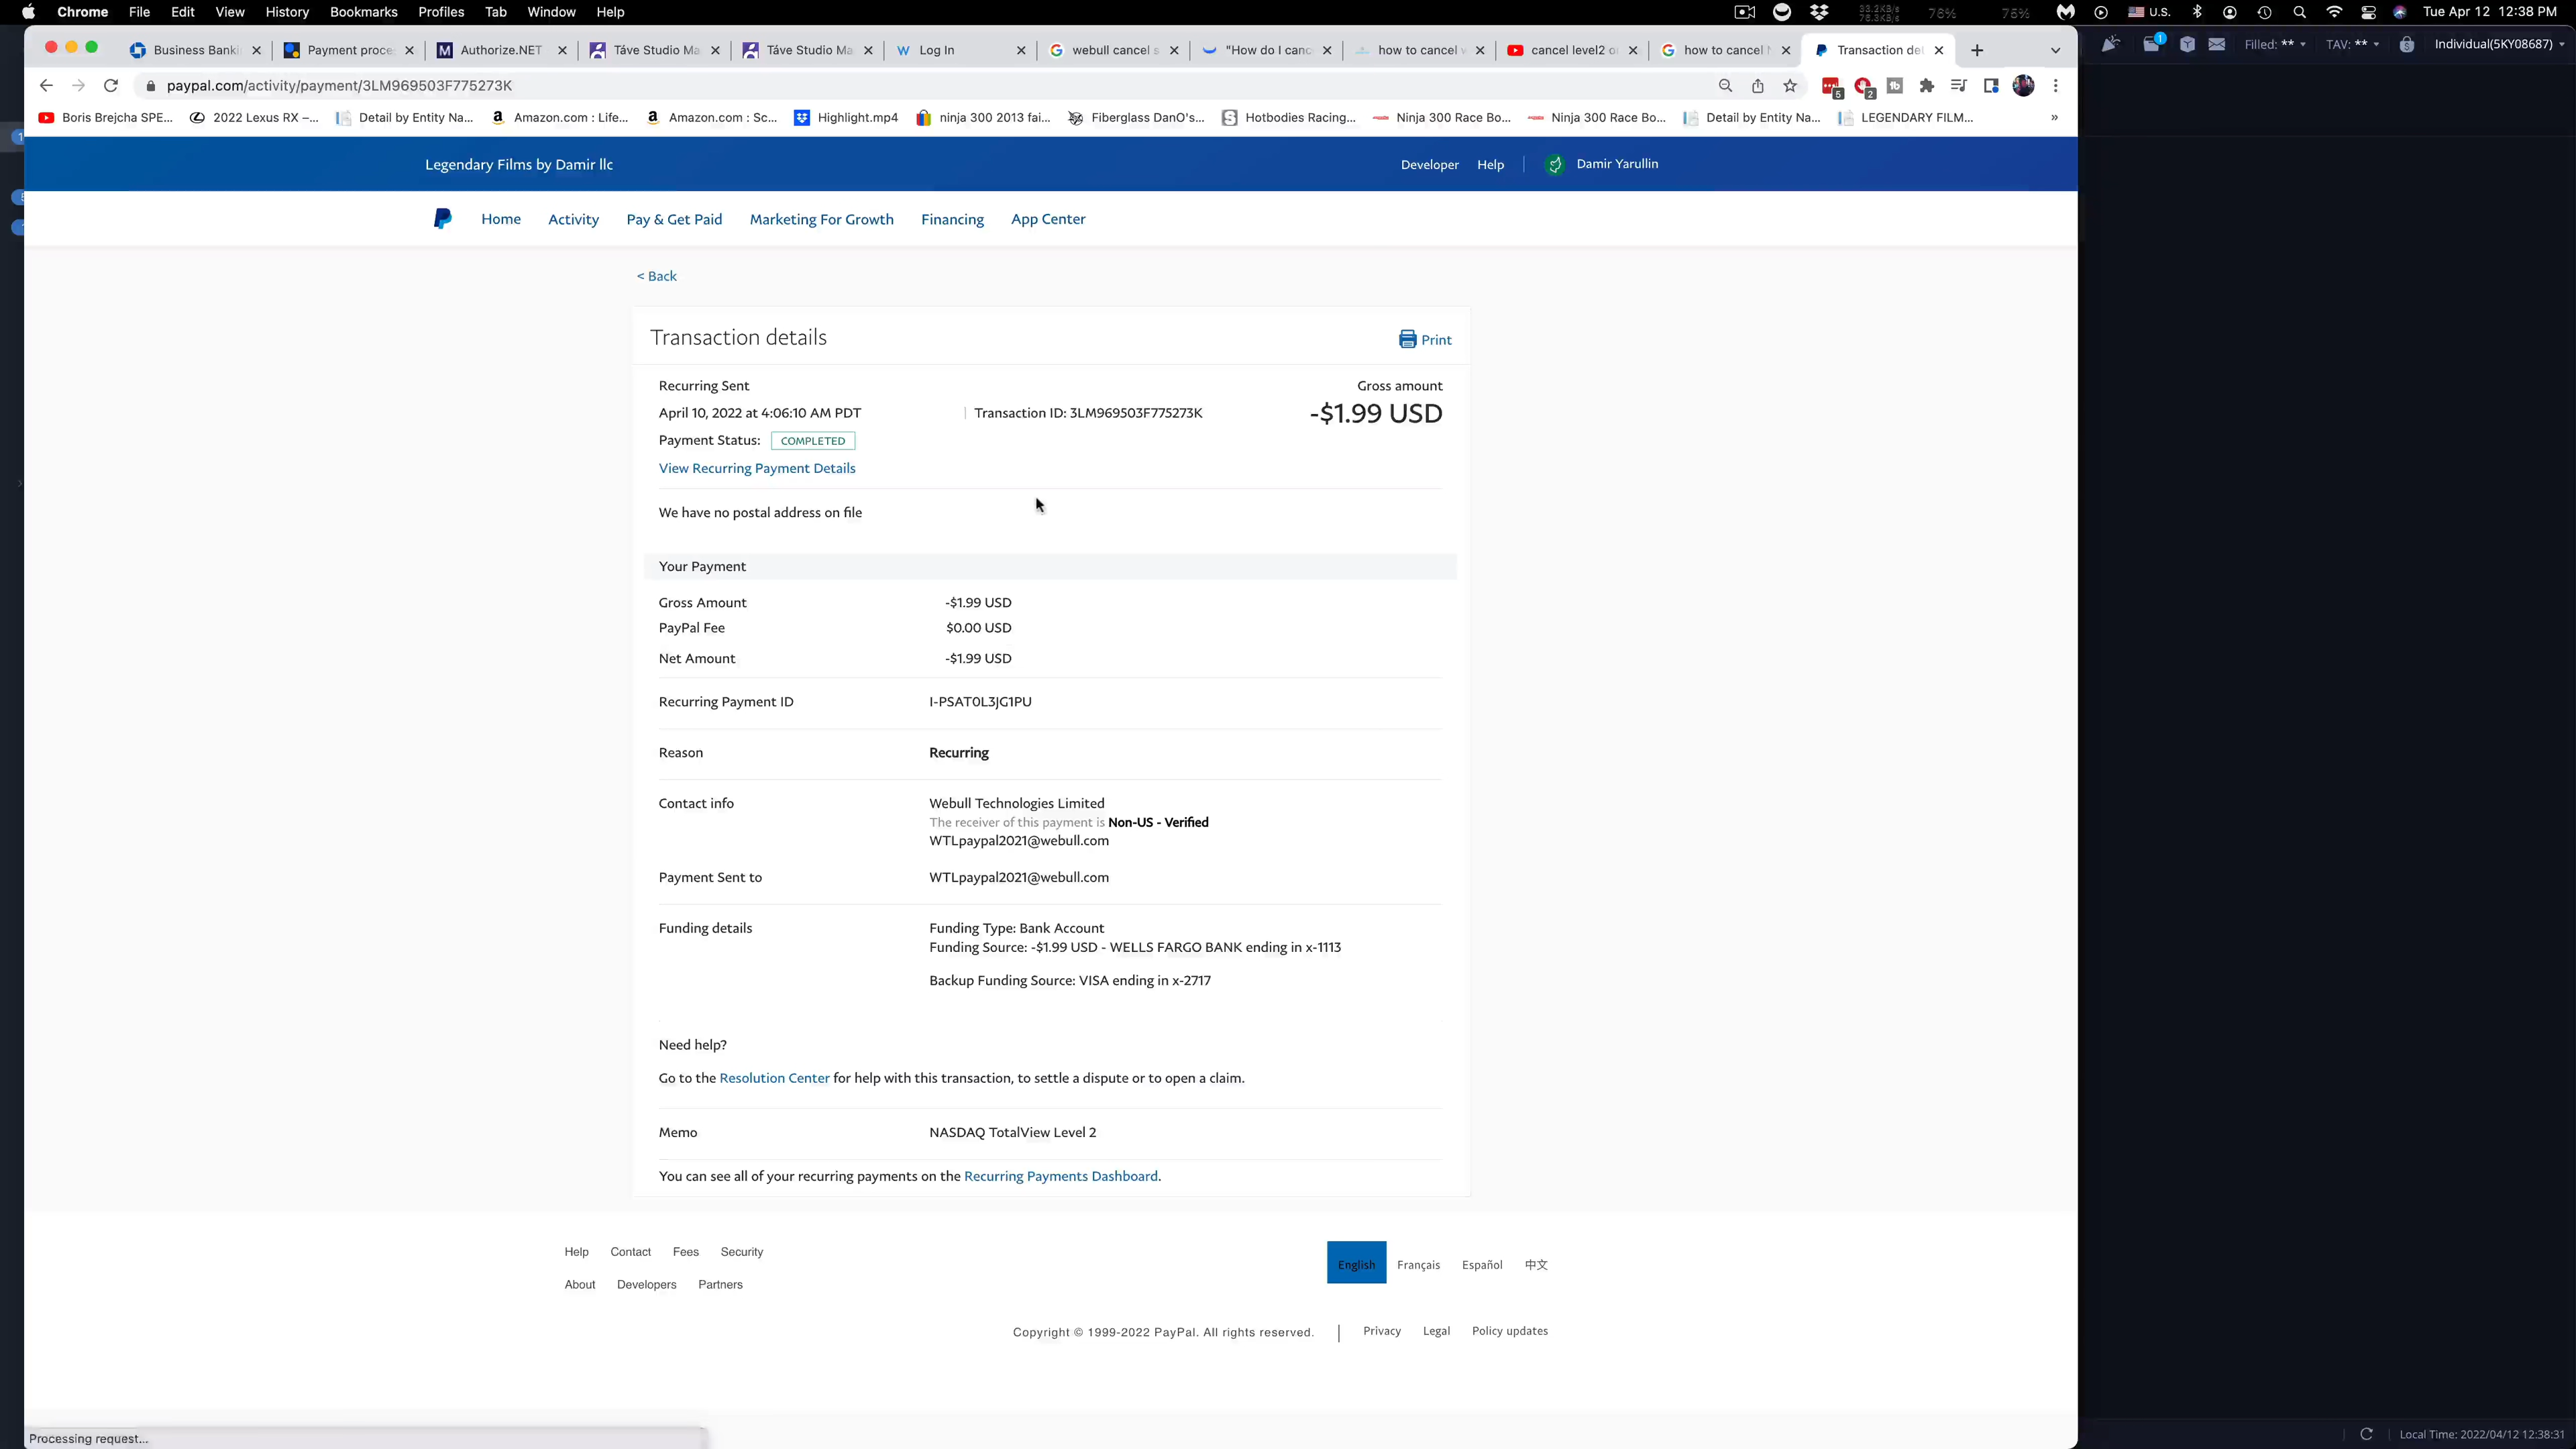 Chrome File Edit View History Bookmarks Profiles Tab Window Help
76% 75% U.S. Tue Apr 12 12:38 PM
Business Banki Payment proce Authorize.NET Táve Studio Ma Táve Studio Ma Log In webull cancel s "How do I canc how to cancel w cancel level2 o how to cancel N Transaction det
Filled: ** TAV: ** Individual(5KY08687)
paypal.com/activity/payment/3LM969503F775273K
5 2 1
Boris Brejcha SPE... 2022 Lexus RX –... Detail by Entity Na... Amazon.com : Life... Amazon.com : Sc... Highlight.mp4 ninja 300 2013 fai... Fiberglass DanO's... Hotbodies Racing... Ninja 300 Race Bo... Ninja 300 Race Bo... Detail by Entity Na... LEGENDARY FILM... »
Legendary Films by Damir llc
Developer Help Damir Yarullin
Home Activity Pay & Get Paid Marketing For Growth Financing App Center
< Back
Transaction details
Print
Recurring Sent
Gross amount
April 10, 2022 at 4:06:10 AM PDT
Transaction ID: 3LM969503F775273K
-$1.99 USD
Payment Status: COMPLETED
View Recurring Payment Details
We have no postal address on file
Your Payment
Gross Amount -$1.99 USD
PayPal Fee $0.00 USD
Net Amount -$1.99 USD
Recurring Payment ID I-PSAT0L3JG1PU
Reason Recurring
Contact info Webull Technologies Limited
The receiver of this payment is Non-US - Verified
WTLpaypal2021@webull.com
Payment Sent to WTLpaypal2021@webull.com
Funding details Funding Type: Bank Account
Funding Source: -$1.99 USD - WELLS FARGO BANK ending in x-1113
Backup Funding Source: VISA ending in x-2717
Need help?
Go to the Resolution Center for help with this transaction, to settle a dispute or to open a claim.
Memo NASDAQ TotalView Level 2
You can see all of your recurring payments on the Recurring Payments Dashboard.
Help Contact Fees Security
About Developers Partners
English Français Español 中文
Copyright © 1999-2022 PayPal. All rights reserved. | Privacy Legal Policy updates
Processing request...
Local Time: 2022/04/12 12:38:31